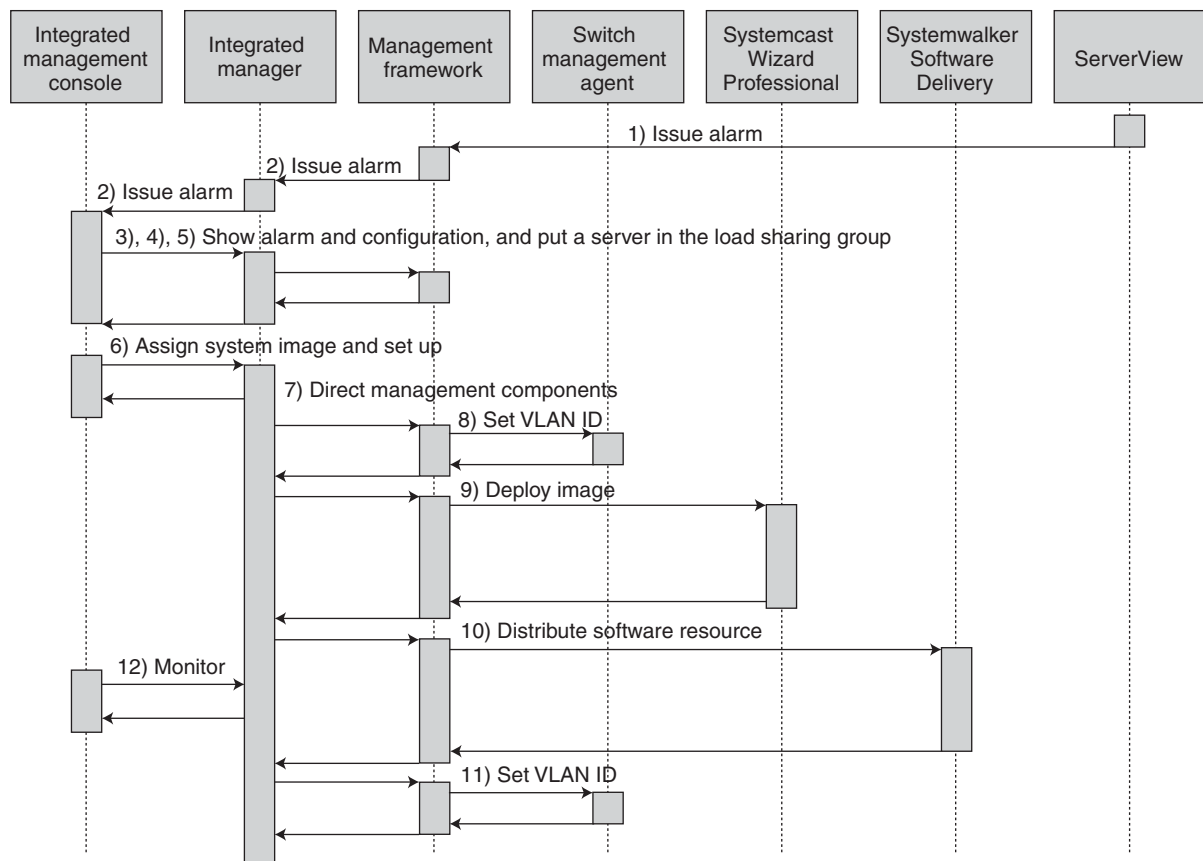 Integrated
management
console
Integrated
manager
Management
framework
Switch
management
agent
Systemcast
Wizard
Professional
Systemwalker
Software
Delivery
ServerView
1) Issue alarm
2) Issue alarm
2) Issue alarm
3), 4), 5) Show alarm and configuration, and put a server in the load sharing group
6) Assign system image and set up
7) Direct management components
8) Set VLAN ID
9) Deploy image
10) Distribute software resource
12) Monitor
11) Set VLAN ID